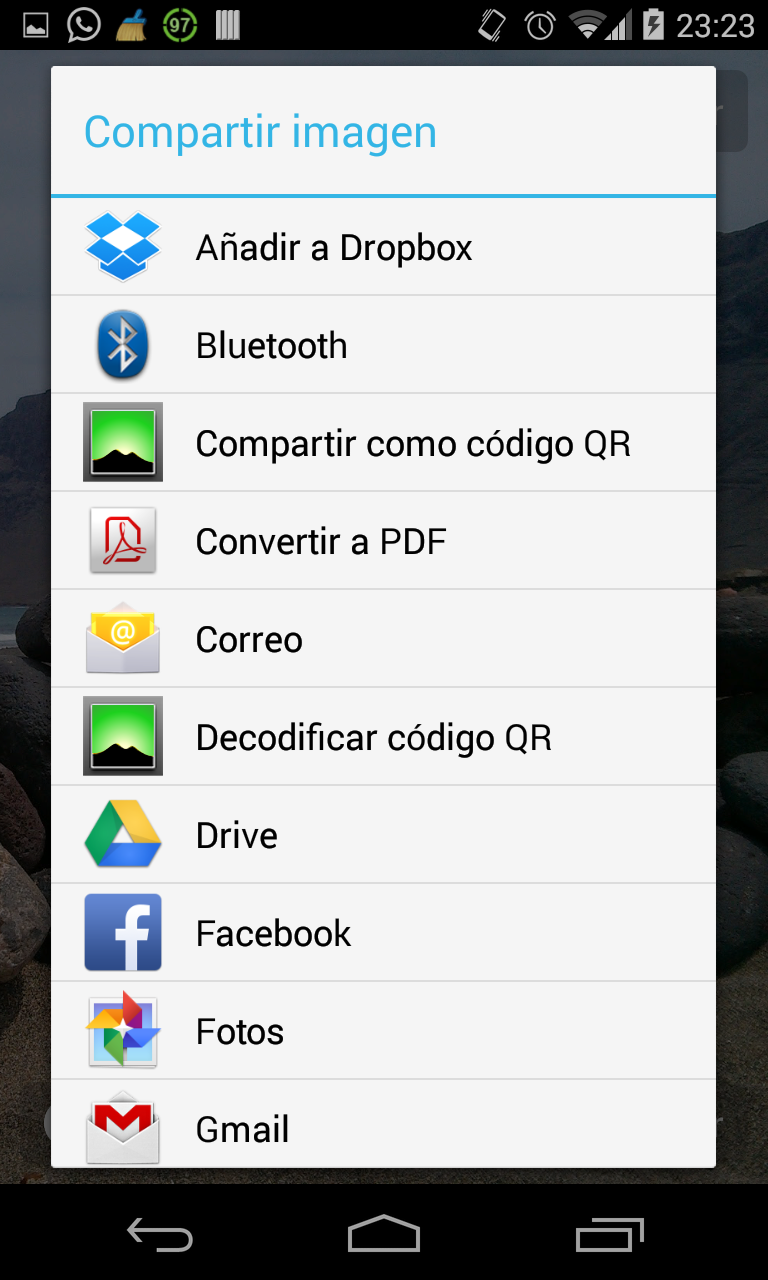 97
23:23
Compartir imagen
Añadir a Dropbox
Bluetooth
Compartir como código QR
Convertir a PDF
@
Correo
Decodificar código QR
Drive
f
Facebook
Fotos
Gmail